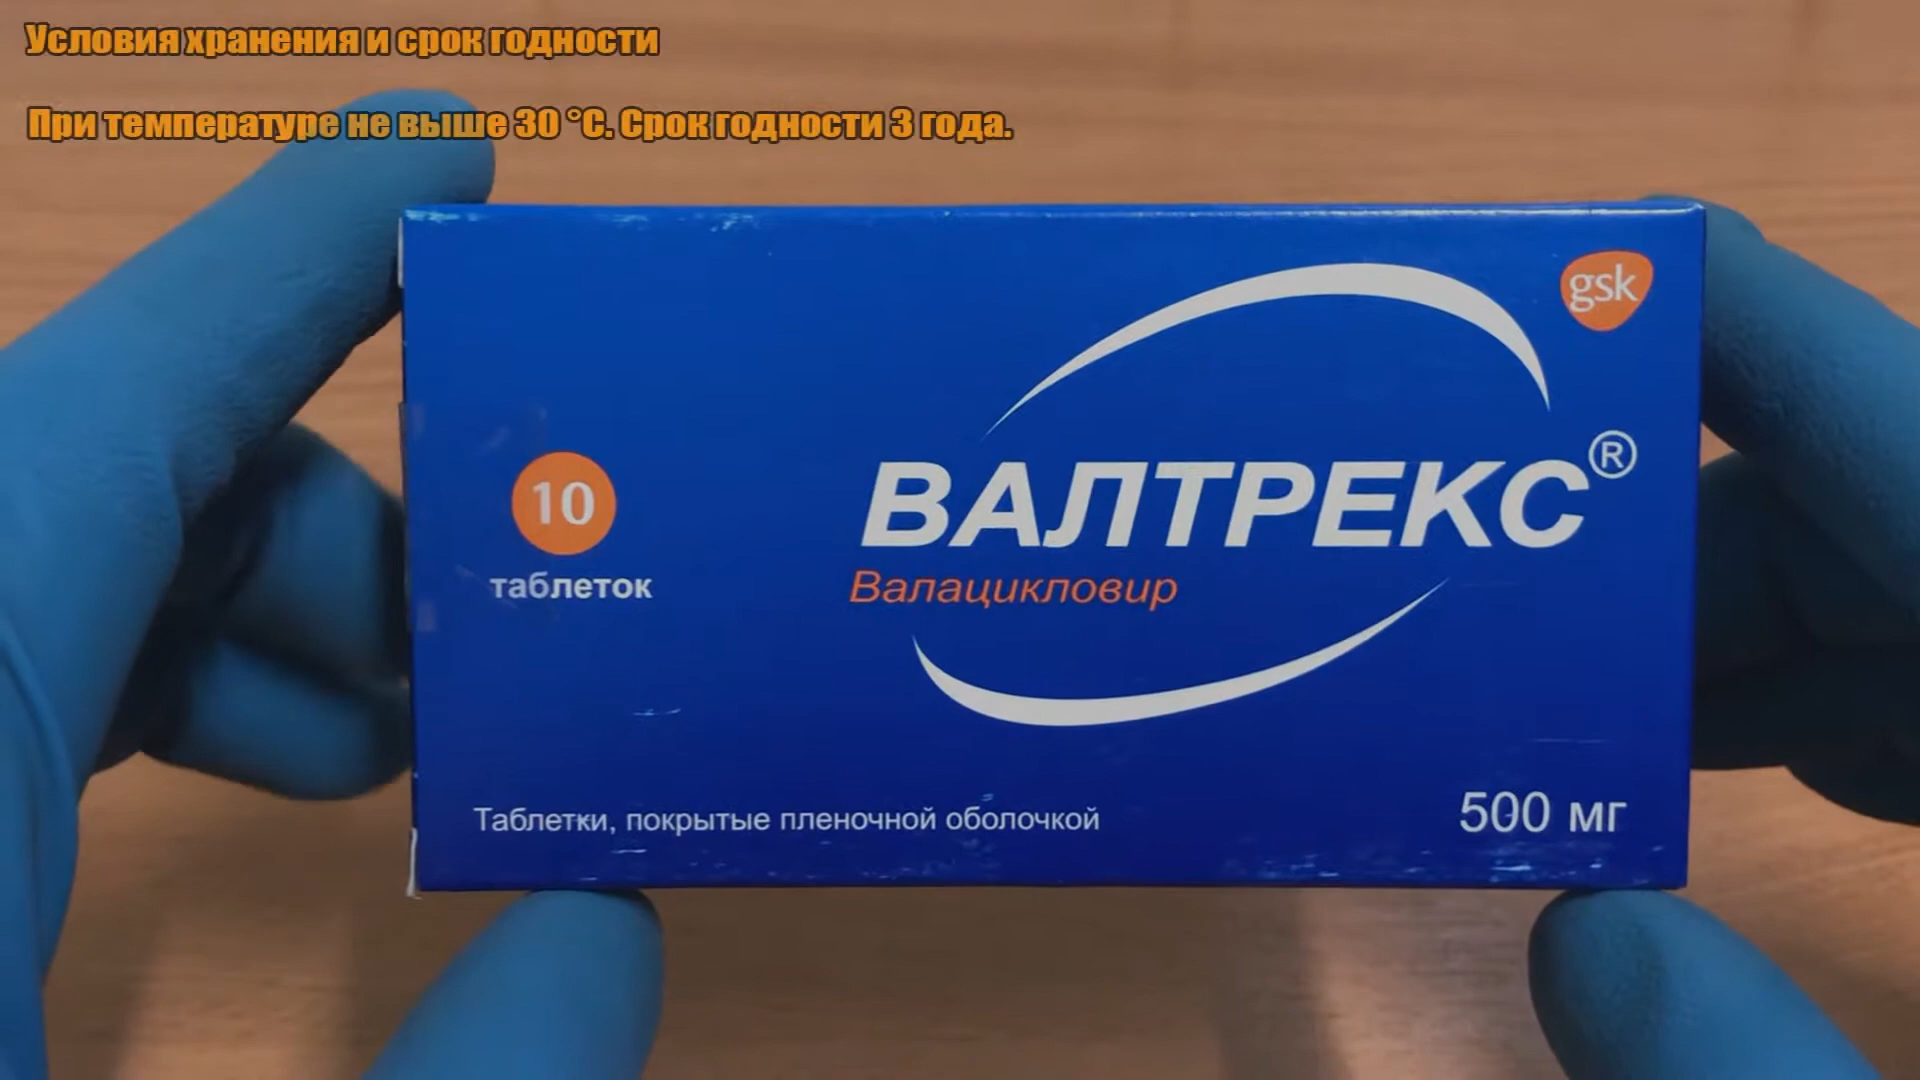 Условия хранения и срок годности
При температуре не выше 30 °C. Срок годности 3 года.
gsk
ВАЛТРЕКС®
Валацикловир
10
таблеток
Таблетки, покрытые пленочной оболочкой
500 мг